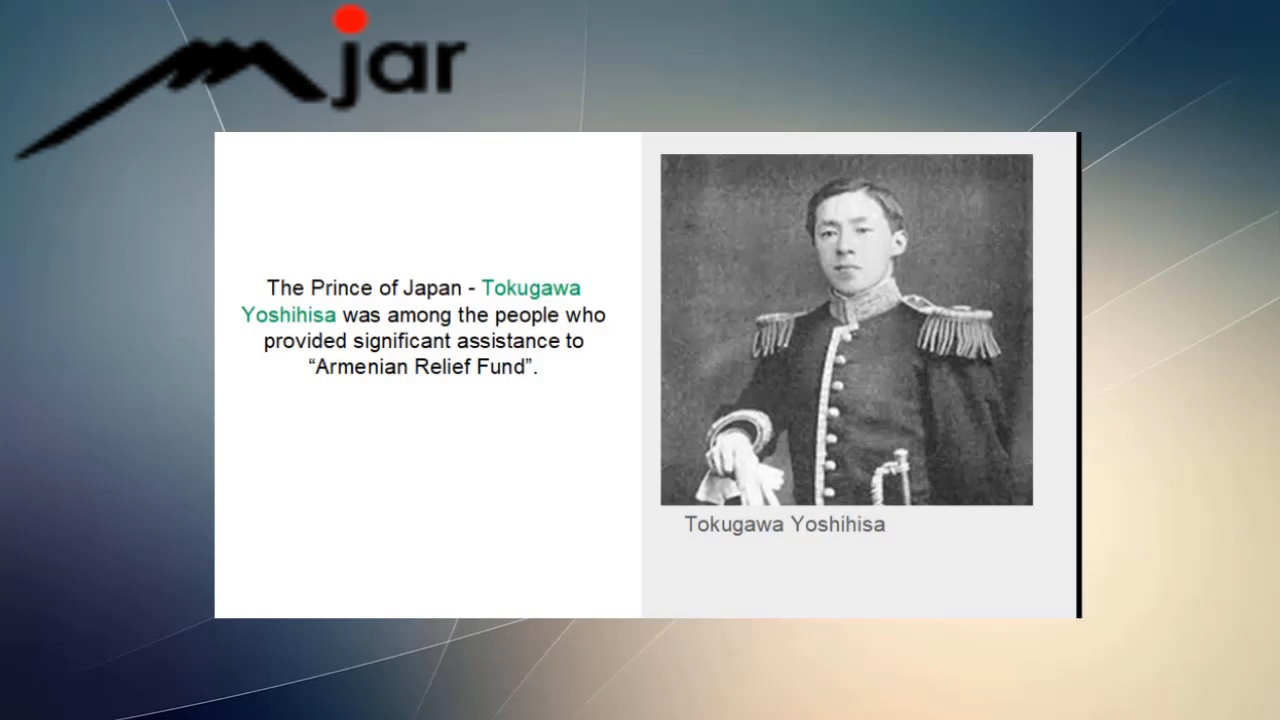 jar
The Prince of Japan - Tokugawa
Yoshihisa was among the people who
provided significant assistance to
“Armenian Relief Fund”.
Tokugawa Yoshihisa